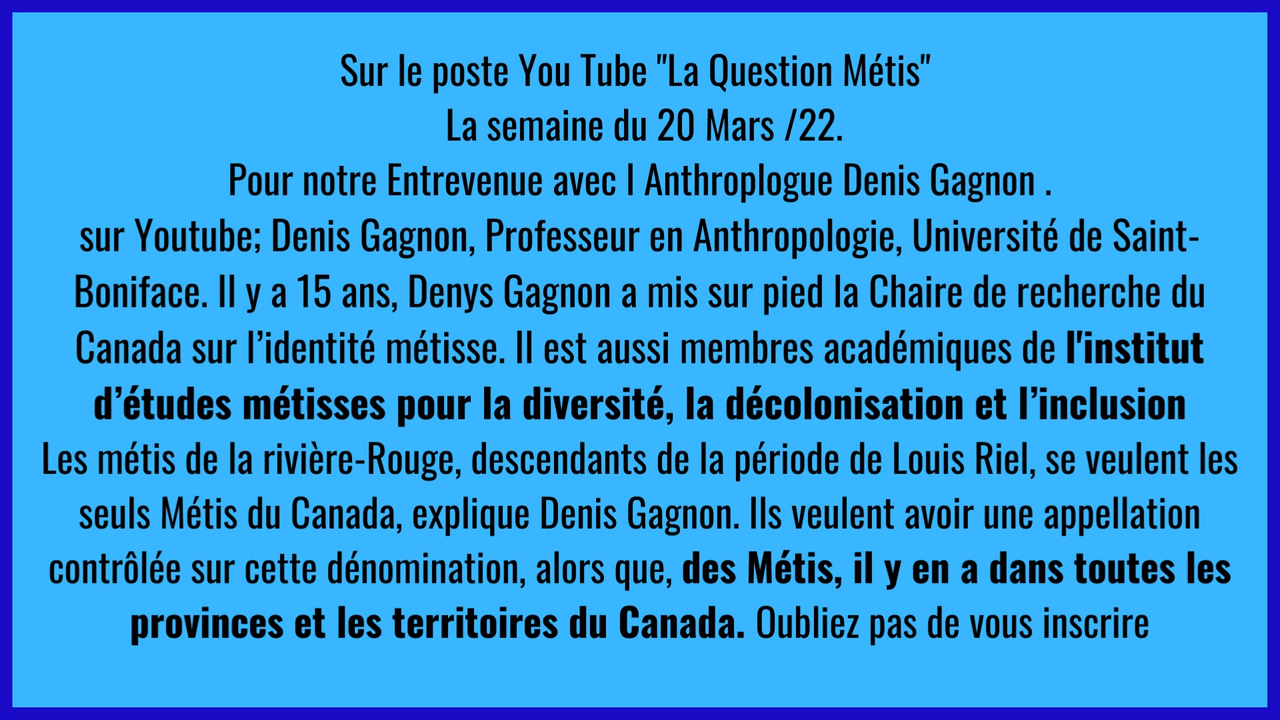 Sur le poste You Tube "La Question Métis"
La semaine du 20 Mars /22.
Pour notre Entrevenue avec l Anthroplogue Denis Gagnon .
sur Youtube; Denis Gagnon, Professeur en Anthropologie, Université de Saint-
Boniface. Il y a 15 ans, Denys Gagnon a mis sur pied la Chaire de recherche du
Canada sur l’identité métisse. Il est aussi membres académiques de l'institut
d’études métisses pour la diversité, la décolonisation et l’inclusion
Les métis de la rivière-Rouge, descendants de la période de Louis Riel, se veulent les
seuls Métis du Canada, explique Denis Gagnon. Ils veulent avoir une appellation
contrôlée sur cette dénomination, alors que, des Métis, il y en a dans toutes les
provinces et les territoires du Canada. Oubliez pas de vous inscrire